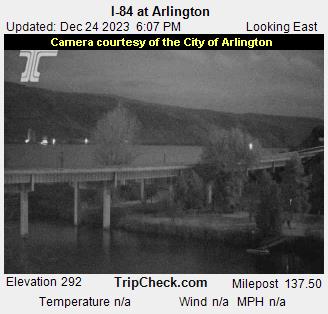 I-84 at Arlington
Updated: Dec 24 2023 6:07 PM Looking East
Camera courtesy of the City of Arlington
Elevation 292 TripCheck.com Milepost 137.50
Temperature n/a Wind n/a MPH n/a